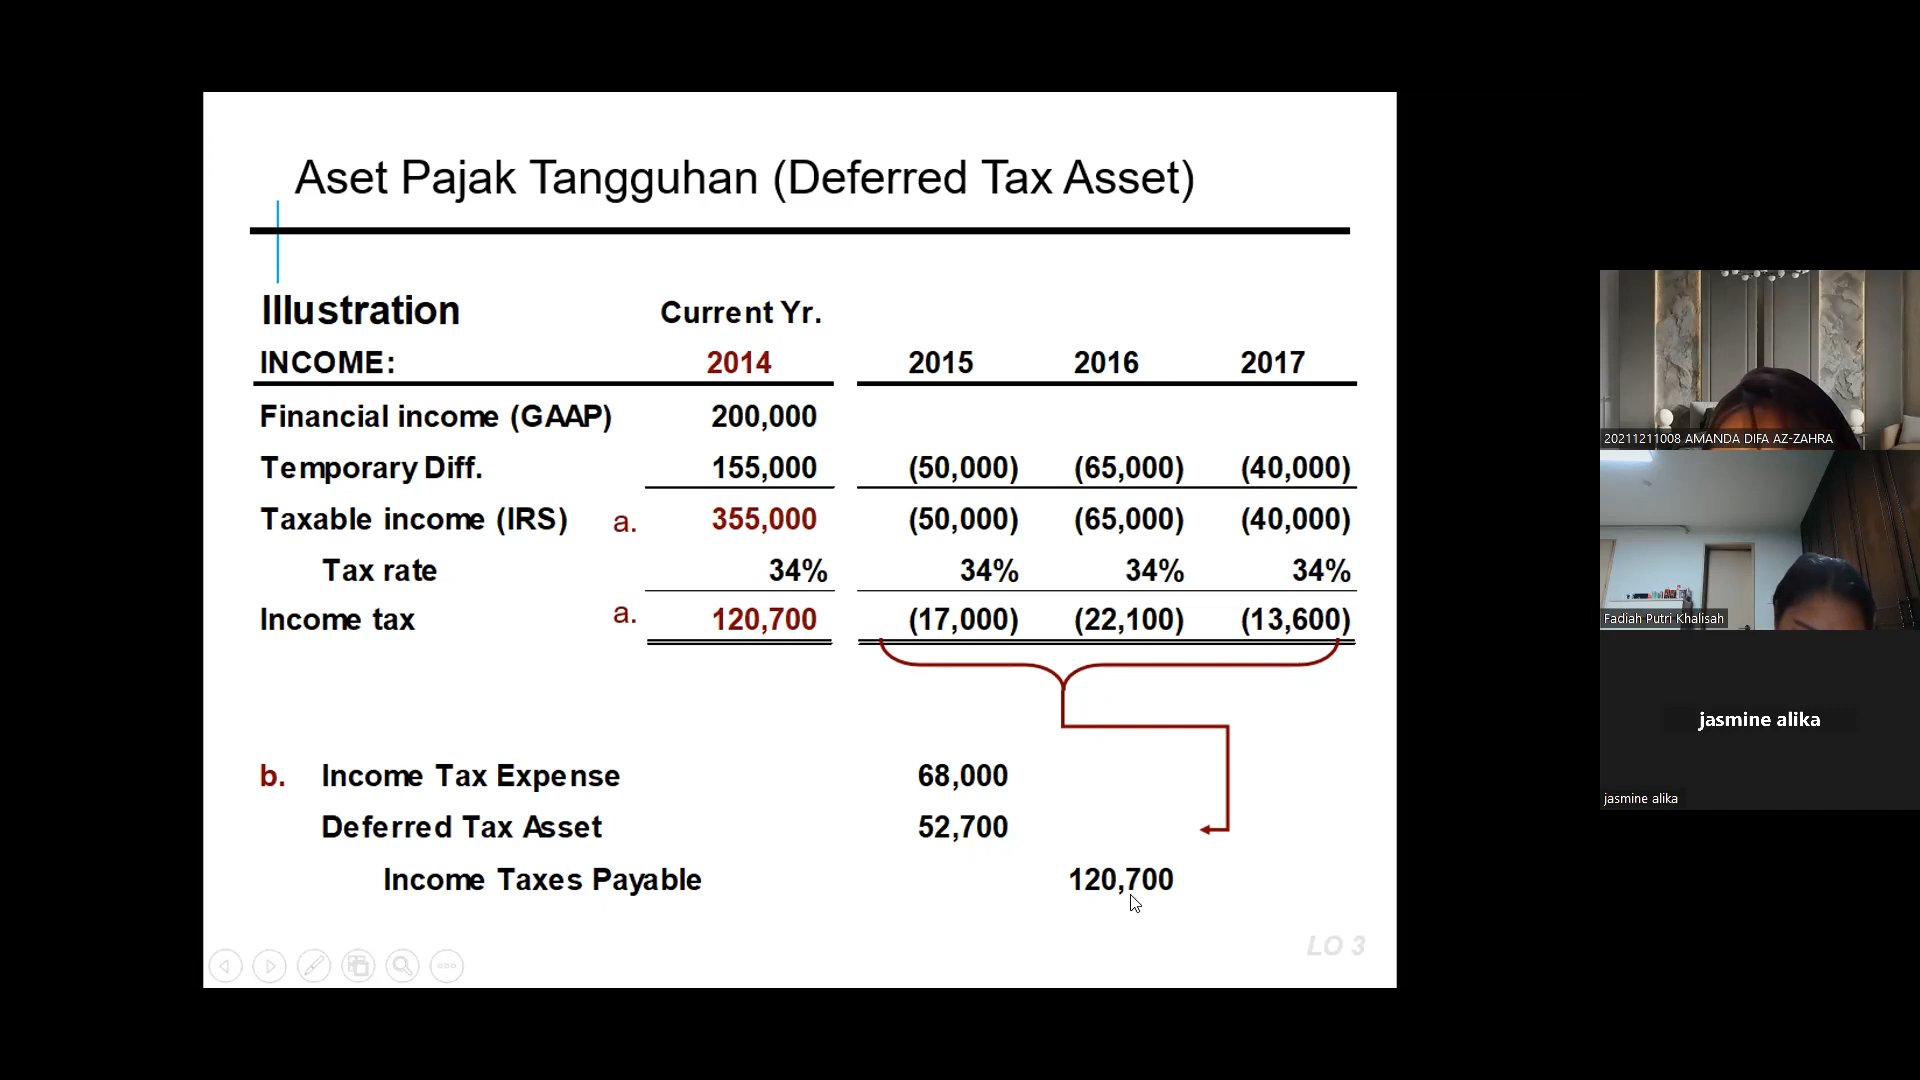 Aset Pajak Tangguhan (Deferred Tax Asset)
Illustration Current Yr.
INCOME: 2014 2015 2016 2017
Financial income (GAAP) 200,000
Temporary Diff. 155,000 (50,000) (65,000) (40,000)
Taxable income (IRS) a. 355,000 (50,000) (65,000) (40,000)
Tax rate 34% 34% 34% 34%
Income tax a. 120,700 (17,000) (22,100) (13,600)
b. Income Tax Expense 68,000
Deferred Tax Asset 52,700
Income Taxes Payable 120,700
LO 3
20211211008 AMANDA DIFA AZ-ZAHRA
Fadiah Putri Khalisah
jasmine alika
jasmine alika